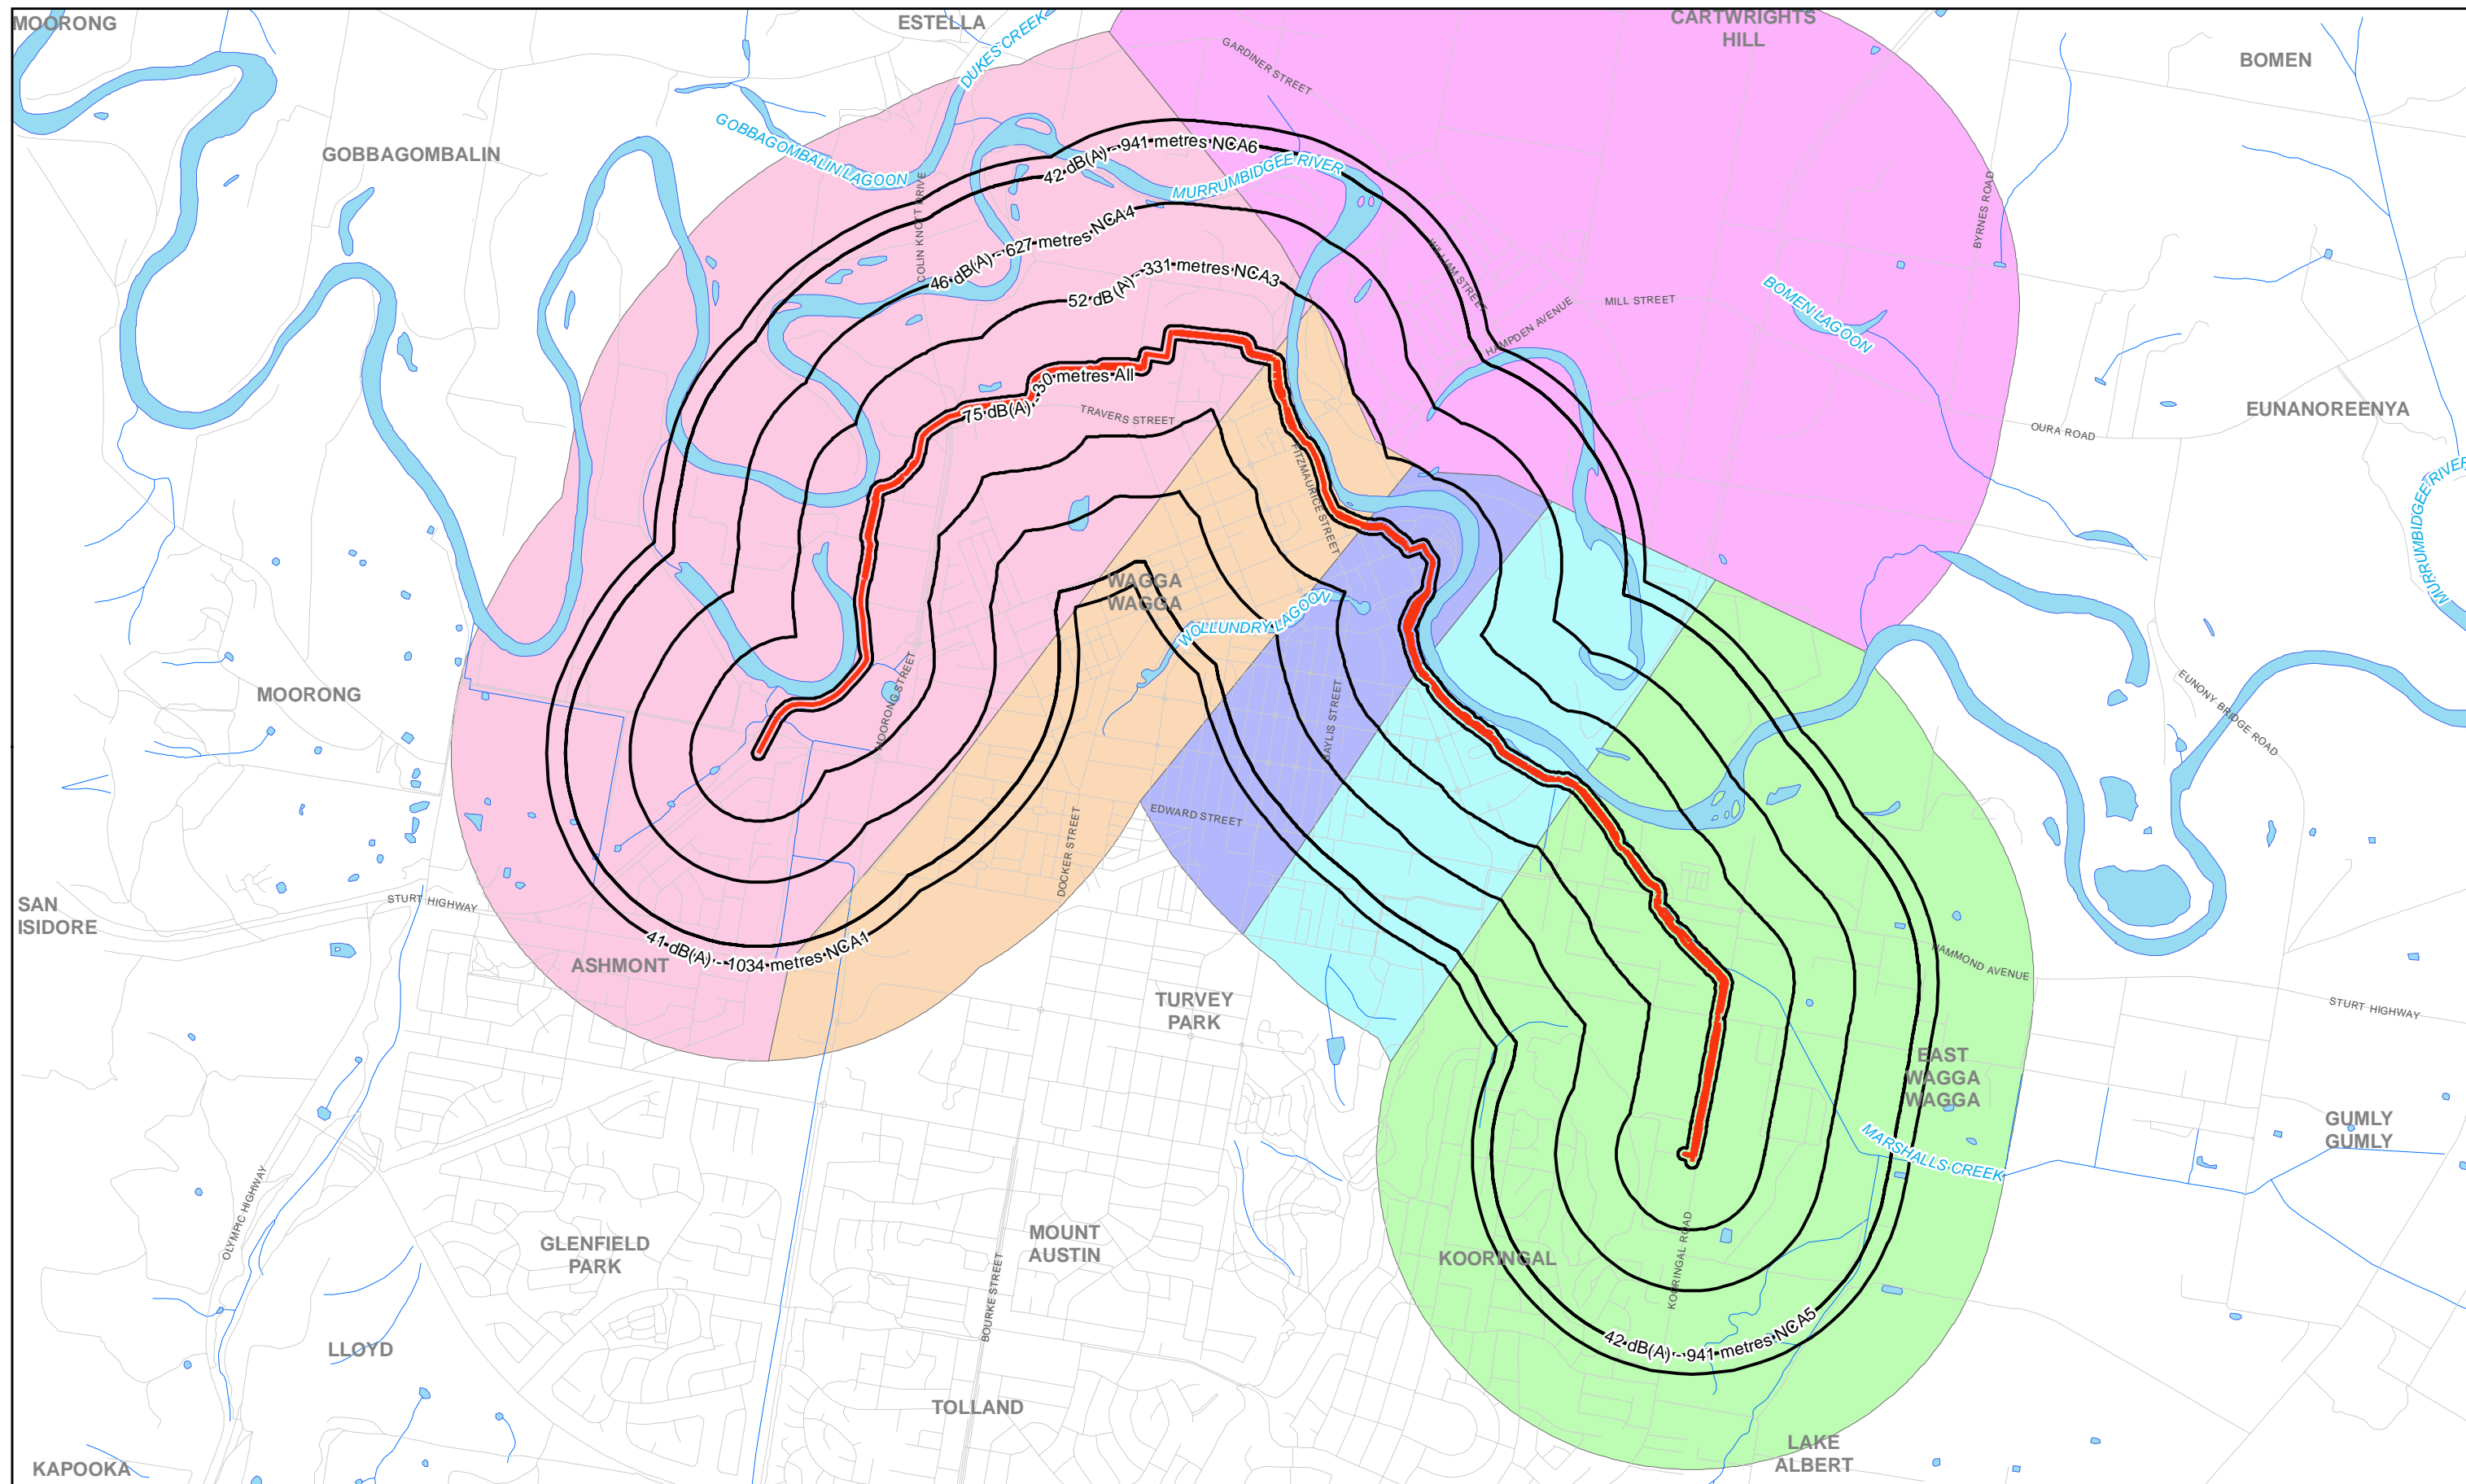 MOORONG
ESTELLA
CARTWRIGHTS
HILL
BOMEN
DUKES CREEK
GARDINER STREET
GOBBAGOMBALIN LAGOON
GOBBAGOMBALIN
42 dB(A) - 941 metres NCA6
MURRUMBIDGEE RIVER
COLIN KNOTT DRIVE
BYRNES ROAD
46 dB(A) - 627 metres NCA4
WILLIAM STREET
52 dB(A) - 331 metres NCA3
MILL STREET
BOMEN LAGOON
HAMPDEN AVENUE
75 dB(A) - 30 metres All
TRAVERS STREET
EUNANOREENYA
OURA ROAD
FITZMAURICE STREET
MURRUMBIDGEE RIVER
WAGGA
WAGGA
WOLLUNDRY LAGOON
MOORONG
MOORONG STREET
BAYLIS STREET
EUNONY BRIDGE ROAD
EDWARD STREET
DOCKER STREET
SAN
ISIDORE
STURT HIGHWAY
41 dB(A) - 1034 metres NCA1
ASHMONT
HAMMOND AVENUE
TURVEY
PARK
STURT HIGHWAY
EAST
WAGGA
WAGGA
GUMLY
GUMLY
MARSHALLS CREEK
OLYMPIC HIGHWAY
GLENFIELD
PARK
MOUNT
AUSTIN
KOORINGAL
KOORINGAL ROAD
BOURKE STREET
42 dB(A) - 941 metres NCA5
LLOYD
TOLLAND
LAKE
ALBERT
KAPOOKA